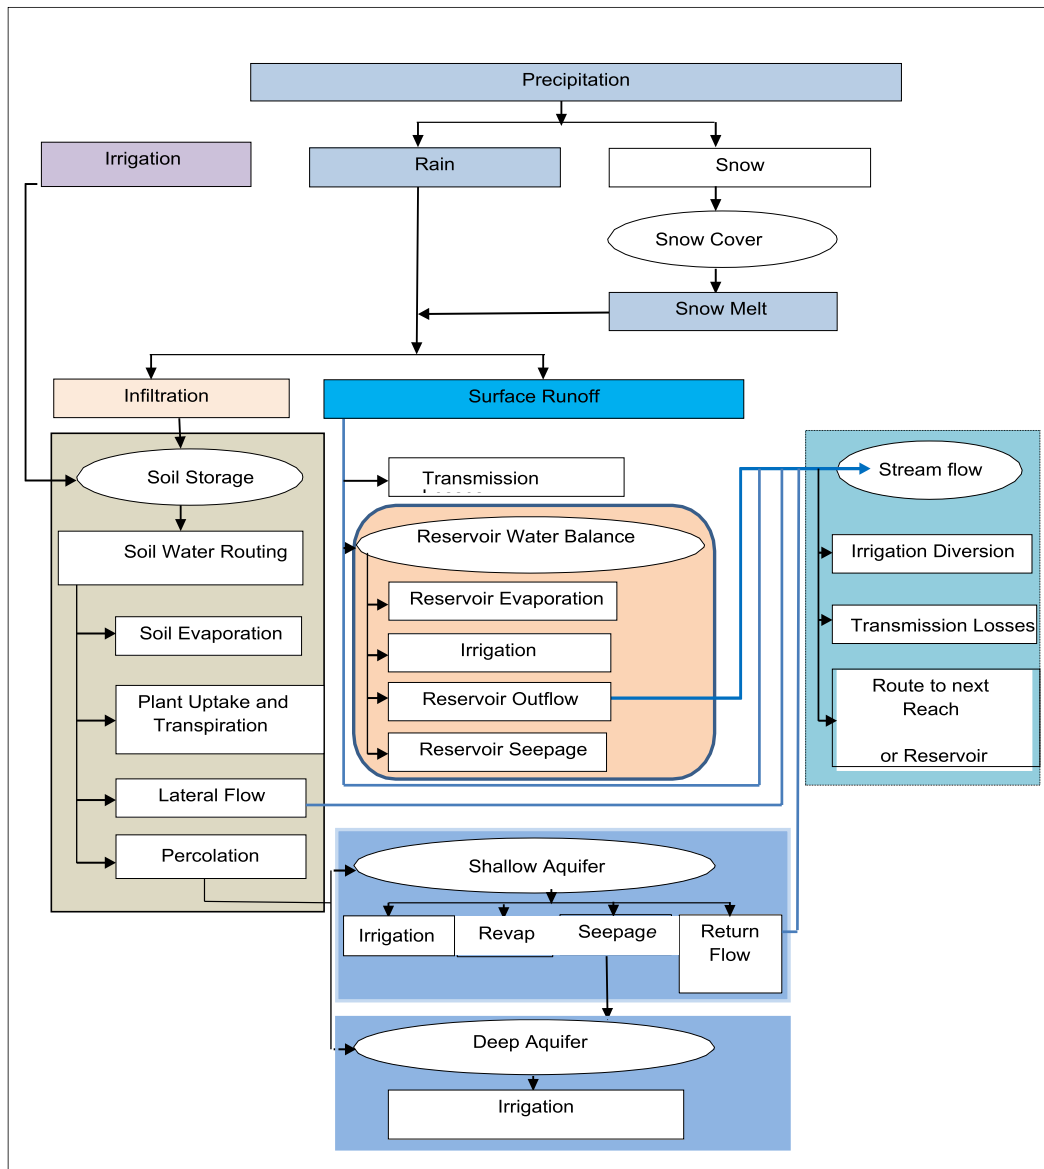 Precipitation
Irrigation
Rain
Snow
Snow Cover
Snow Melt
Infiltration
Surface Runoff
Soil Storage
Transmission
Stream flow
Soil Water Routing
Reservoir Water Balance
Irrigation Diversion
Reservoir Evaporation
Soil Evaporation
Transmission Losses
Irrigation
Plant Uptake and
Transpiration
Reservoir Outflow
Route to next
Reach
or Reservoir
Reservoir Seepage
Lateral Flow
Percolation
Shallow Aquifer
Irrigation
Revap
Seepage
Return
Flow
Deep Aquifer
Irrigation